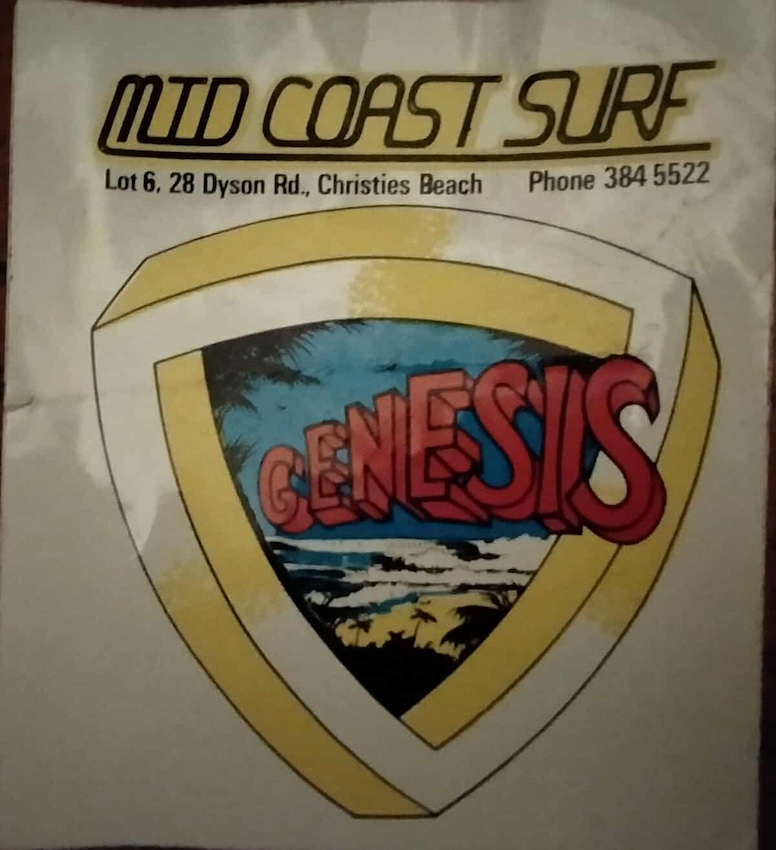 MID COAST SURF
Lot 6, 28 Dyson Rd., Christies Beach Phone 384 5522
GENESIS